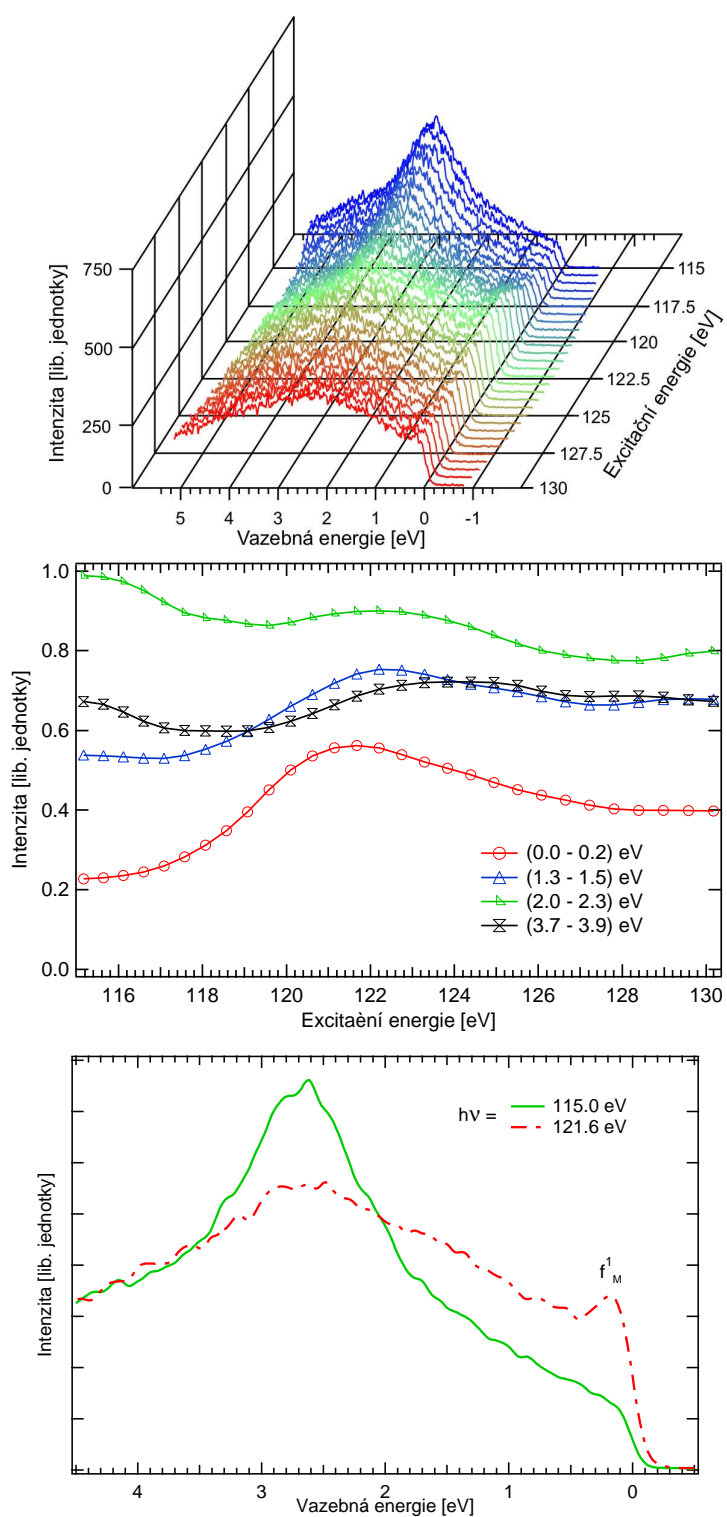 750
500
250
0
Intenzita [lib. jednotky]
5 4 3 2 1 0 -1
Vazebná energie [eV]
115
117.5
120
122.5
125
127.5
130
Excitační energie [eV]
1.0
0.8
0.6
0.4
0.2
0.0
Intenzita [lib. jednotky]
(0.0 - 0.2) eV
(1.3 - 1.5) eV
(2.0 - 2.3) eV
(3.7 - 3.9) eV
116 118 120 122 124 126 128 130
Excitaèní energie [eV]
Intenzita [lib. jednotky]
hν =
115.0 eV
121.6 eV
f¹M
4 3 2 1 0
Vazebná energie [eV]